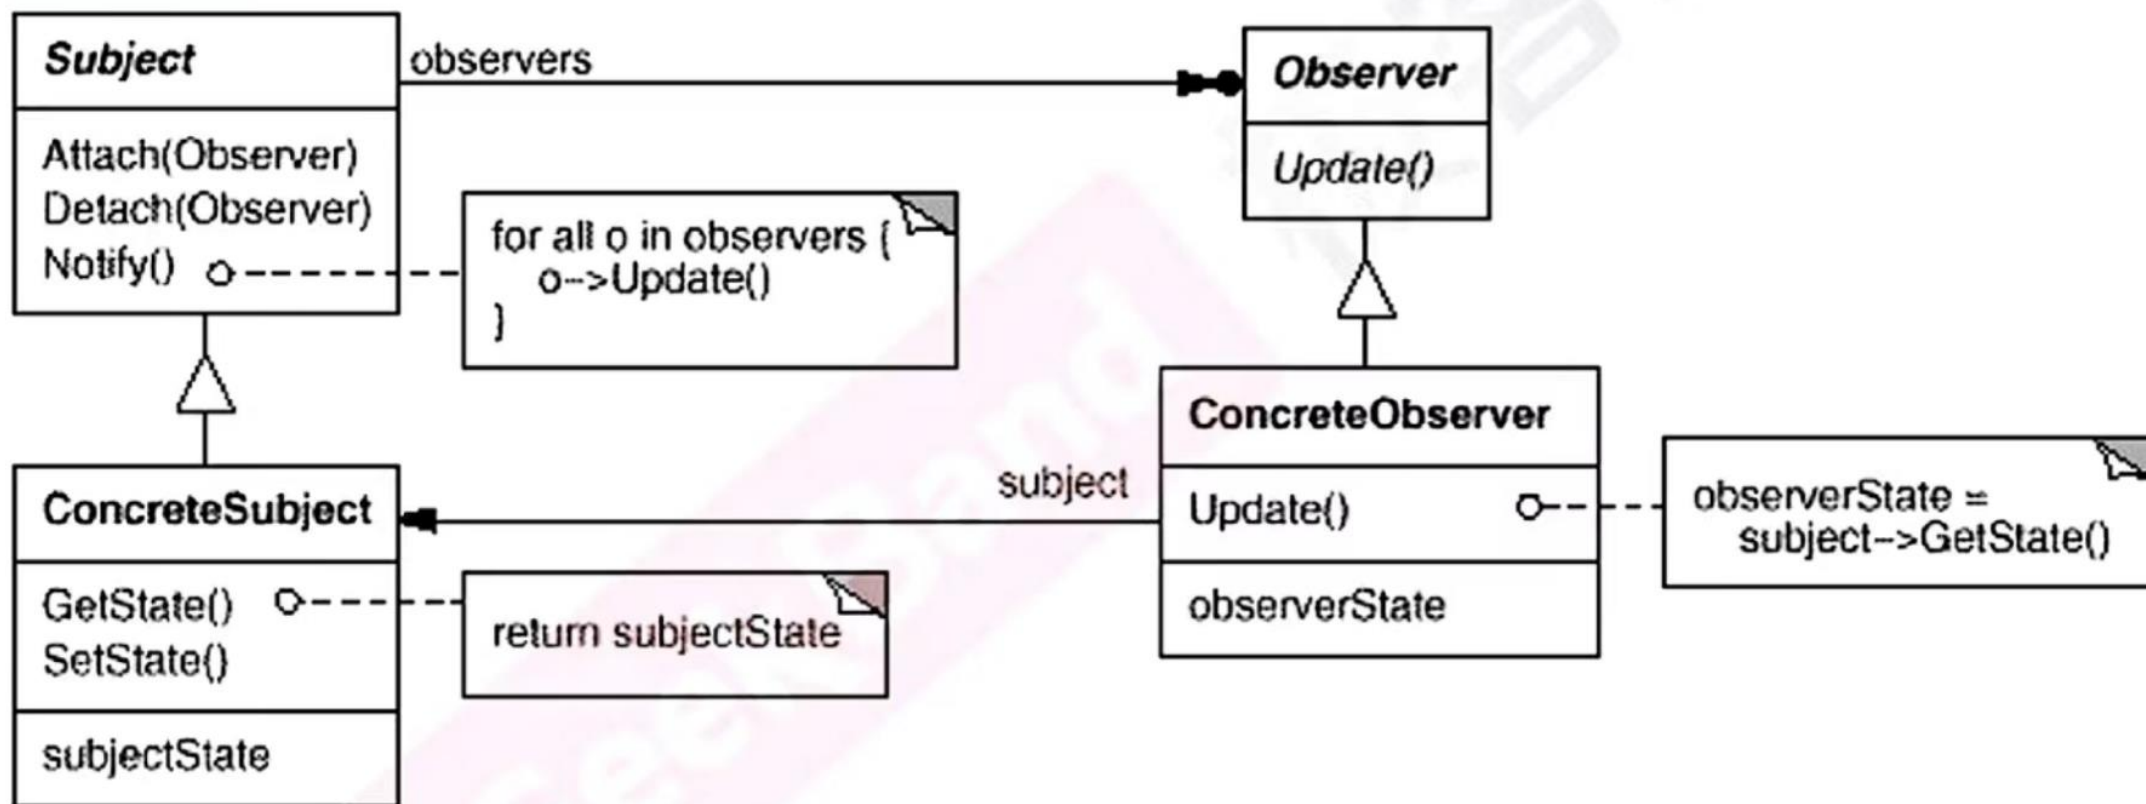 Subject
Attach(Observer)
Detach(Observer)
Notify()
observers
Observer
Update()
for all o in observers {
o->Update()
}
ConcreteSubject
GetState()
SetState()
subjectState
return subjectState
subject
ConcreteObserver
Update()
observerState
observerState =
subject->GetState()